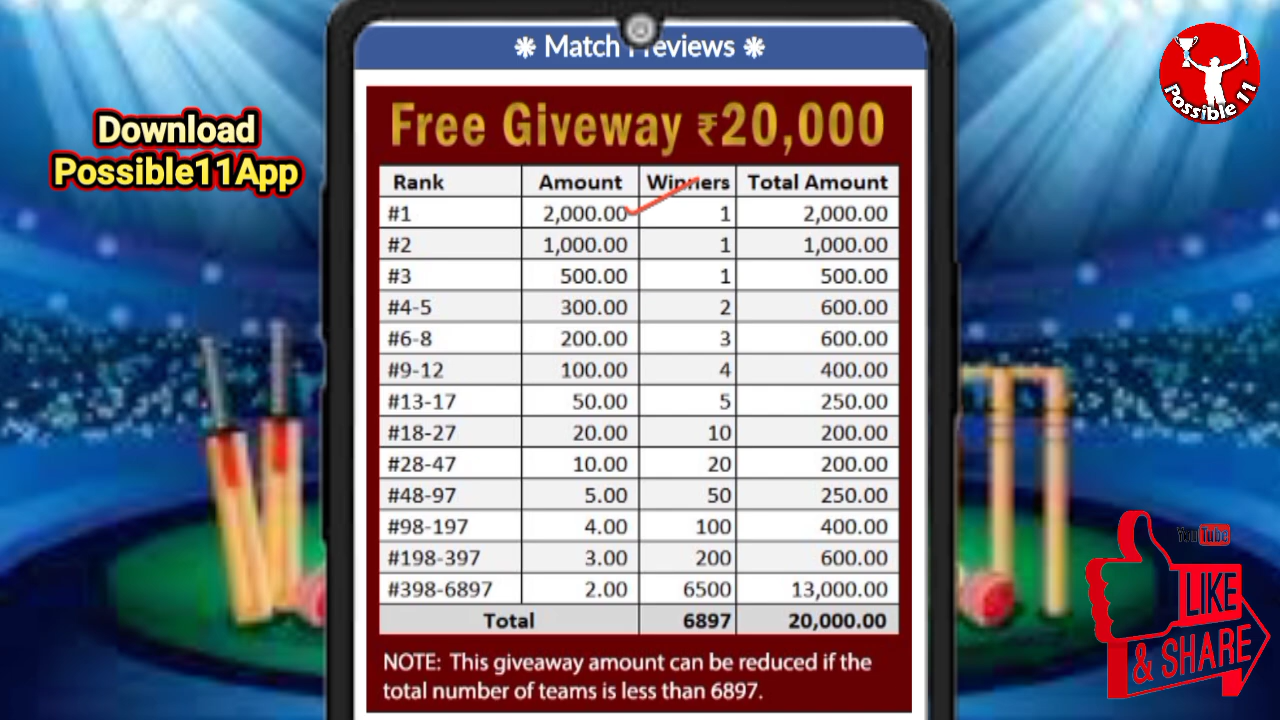 ❋ Match Previews ❋
Download
Possible11App
Possible 11
Free Giveway ₹20,000
Rank Amount Winners Total Amount
#1 2,000.00 1 2,000.00
#2 1,000.00 1 1,000.00
#3 500.00 1 500.00
#4-5 300.00 2 600.00
#6-8 200.00 3 600.00
#9-12 100.00 4 400.00
#13-17 50.00 5 250.00
#18-27 20.00 10 200.00
#28-47 10.00 20 200.00
#48-97 5.00 50 250.00
#98-197 4.00 100 400.00
#198-397 3.00 200 600.00
#398-6897 2.00 6500 13,000.00
Total 6897 20,000.00
NOTE: This giveaway amount can be reduced if the
total number of teams is less than 6897.
YouTube
LIKE
& SHARE